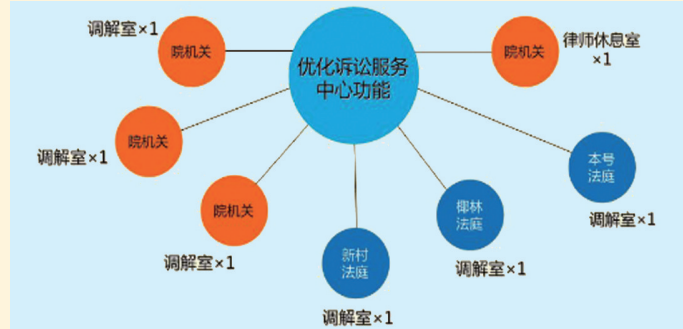 调解室×1
院机关
优化诉讼服务
中心功能
院机关
律师休息室
×1
院机关
调解室×1
院机关
调解室×1
新村
法庭
调解室×1
椰林
法庭
调解室×1
本号
法庭
调解室×1